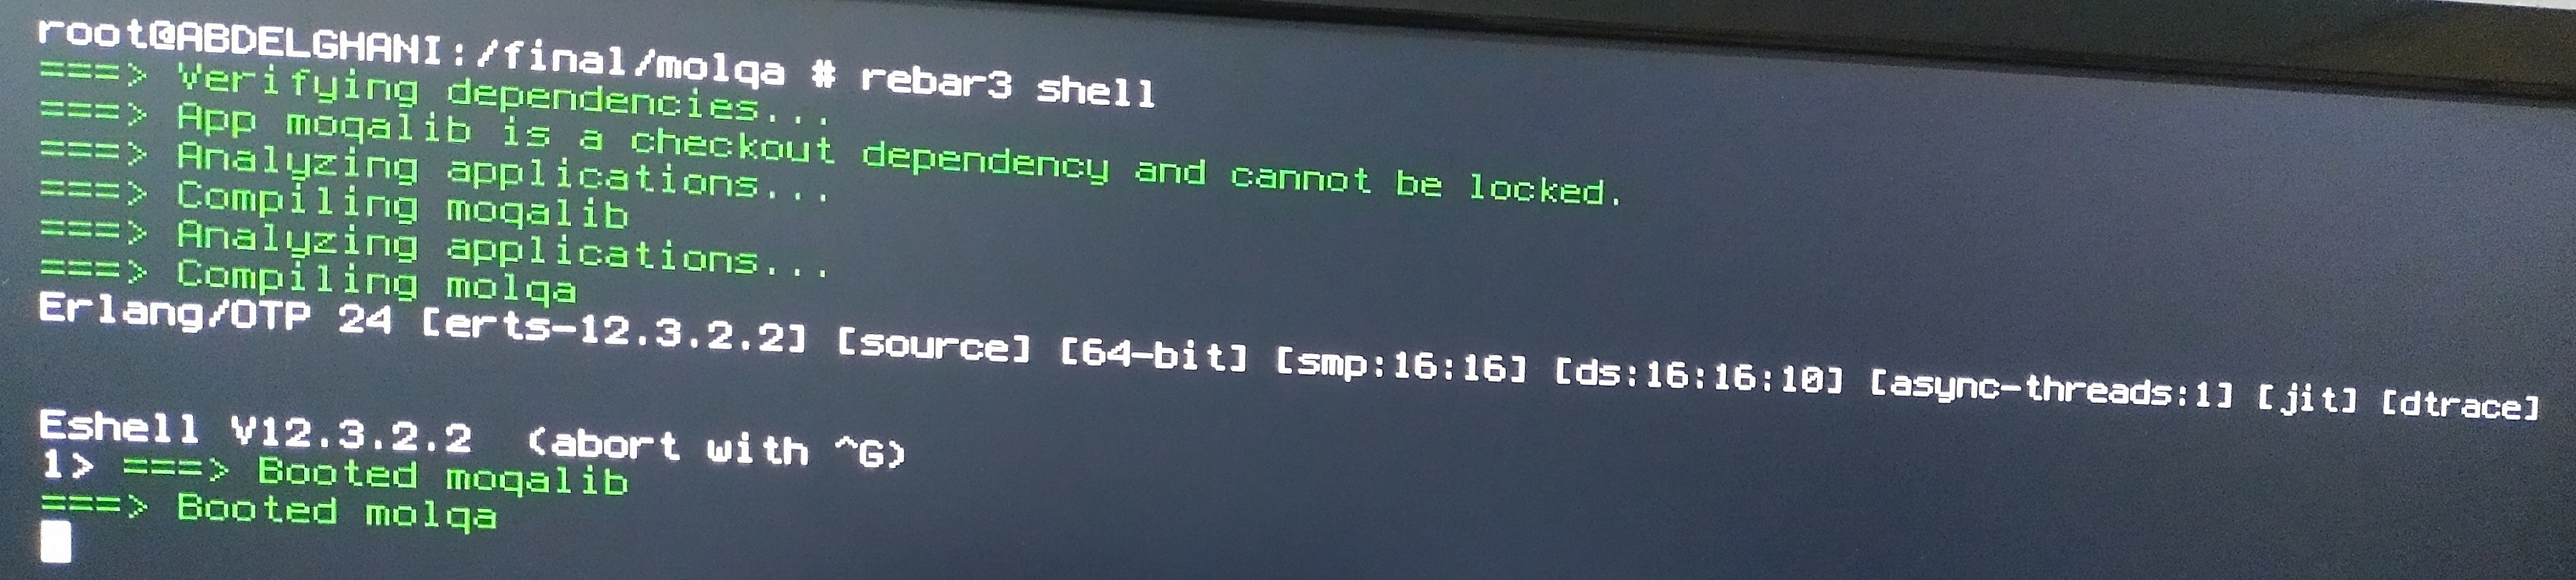 root@ABDELGHANI:/final/molqa # rebar3 shell
===> Verifying dependencies...
===> App moqalib is a checkout dependency and cannot be locked.
===> Analyzing applications...
===> Compiling moqalib
===> Analyzing applications...
===> Compiling molqa
Erlang/OTP 24 [erts-12.3.2.2] [source] [64-bit] [smp:16:16] [ds:16:16:10] [async-threads:1] [jit] [dtrace]
Eshell V12.3.2.2  (abort with ^G)
1> ===> Booted moqalib
===> Booted molqa